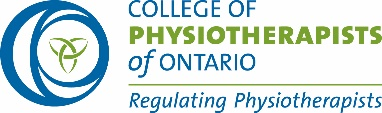 COLLEGE OF
PHYSIOTHERAPISTS
of ONTARIO
Regulating Physiotherapists